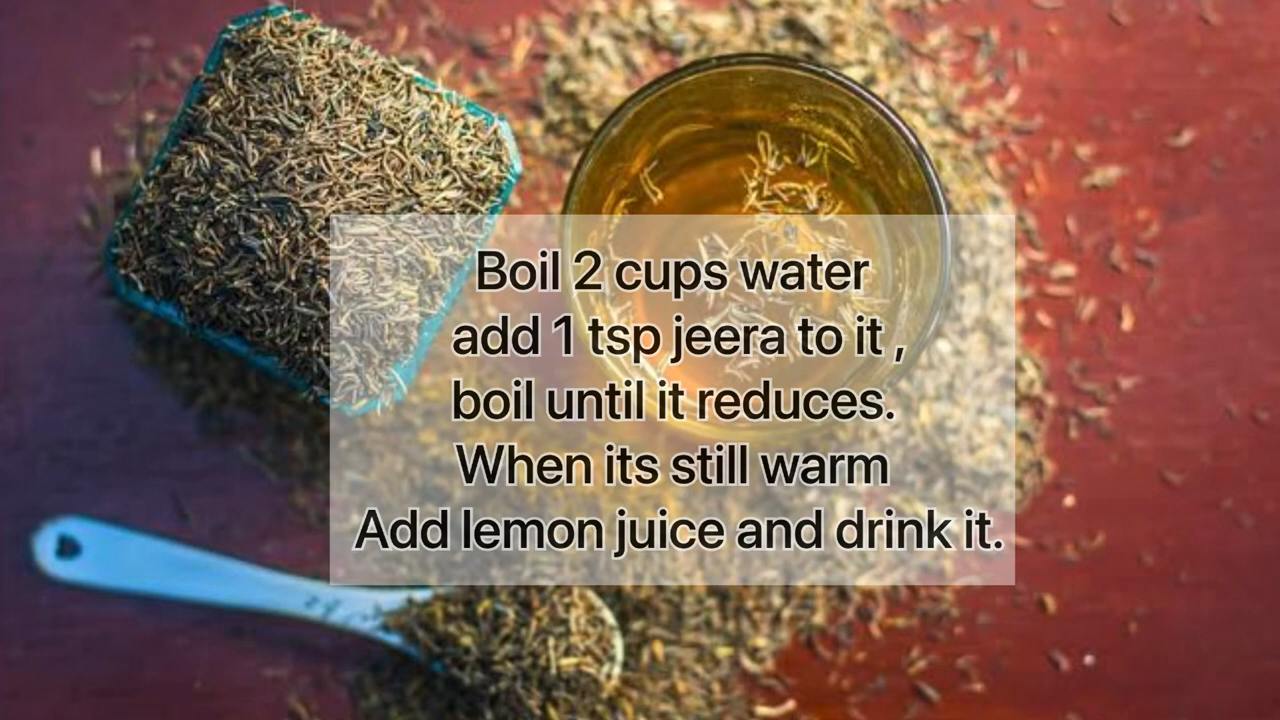 Boil 2 cups water
add 1 tsp jeera to it ,
boil until it reduces.
When its still warm
Add lemon juice and drink it.